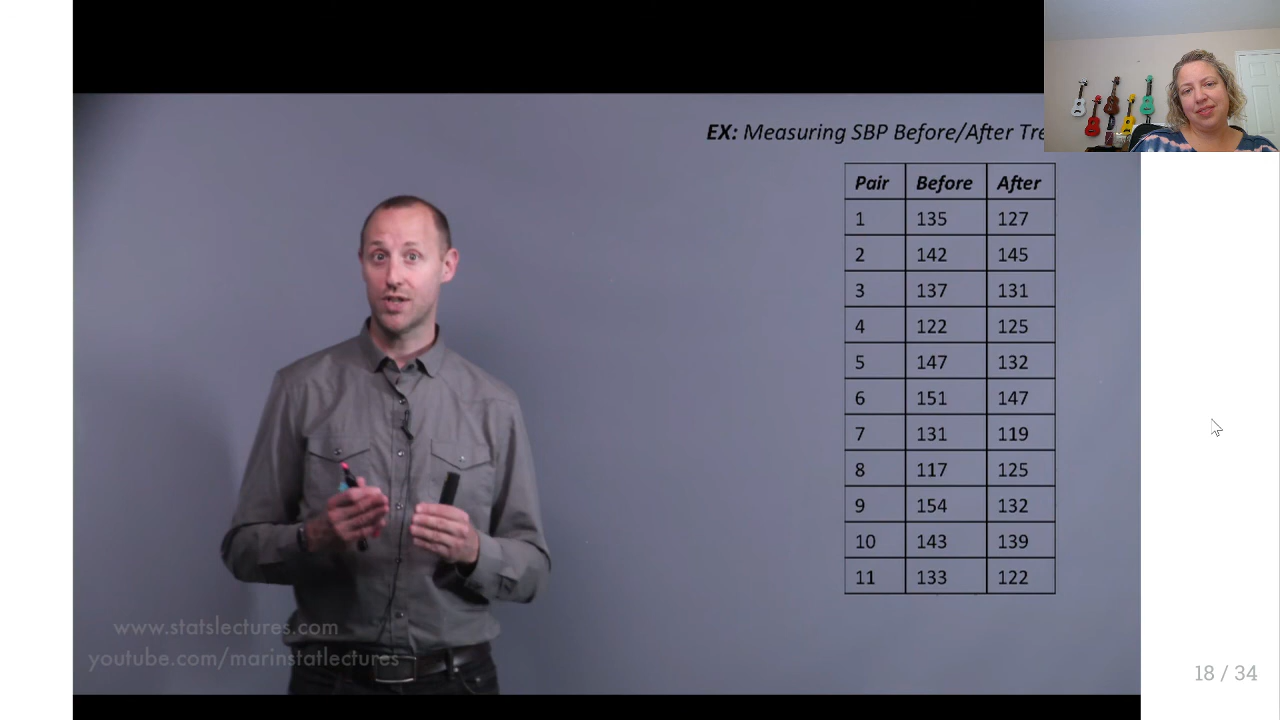 EX: Measuring SBP Before/After Tre
Pair Before After
1 135 127
2 142 145
3 137 131
4 122 125
5 147 132
6 151 147
7 131 119
8 117 125
9 154 132
10 143 139
11 133 122
www.statslectures.com
youtube.com/marinstatlectures
18 / 34